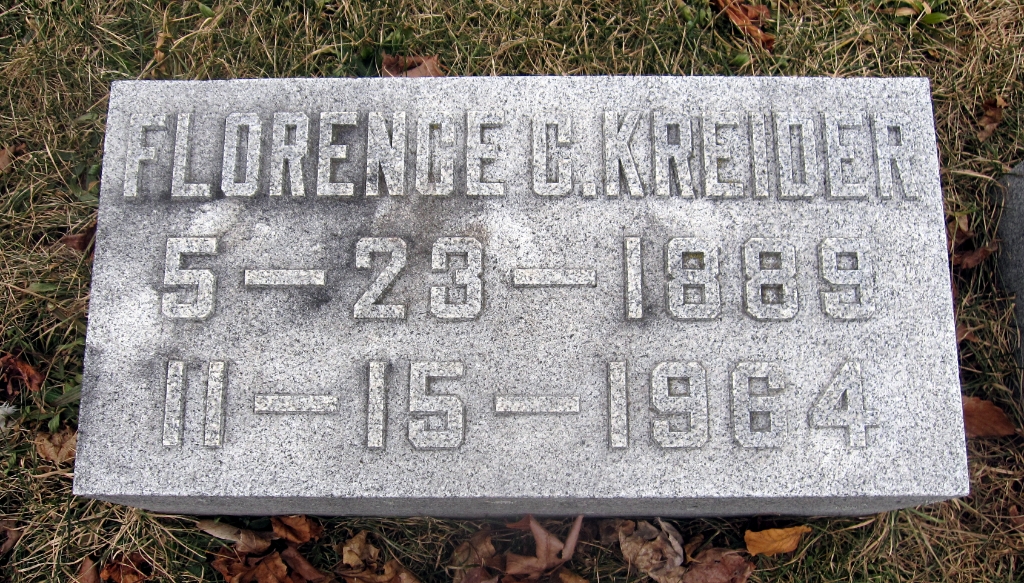 FLORENCE C. KREIDER
5-23-1889
11-15-1964